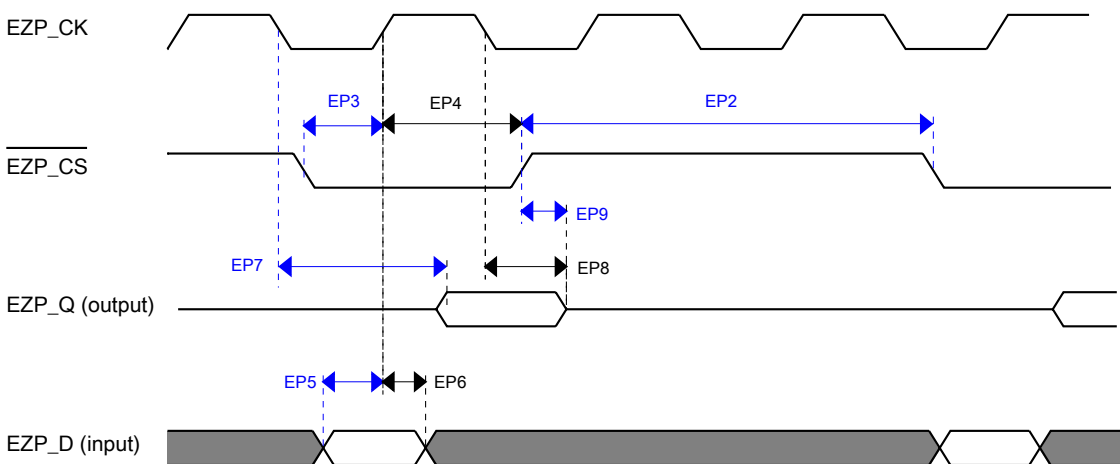 EZP_CK
EP3
EP4
EP2
EZP_CS
EP9
EP7
EP8
EZP_Q (output)
EP5
EP6
EZP_D (input)